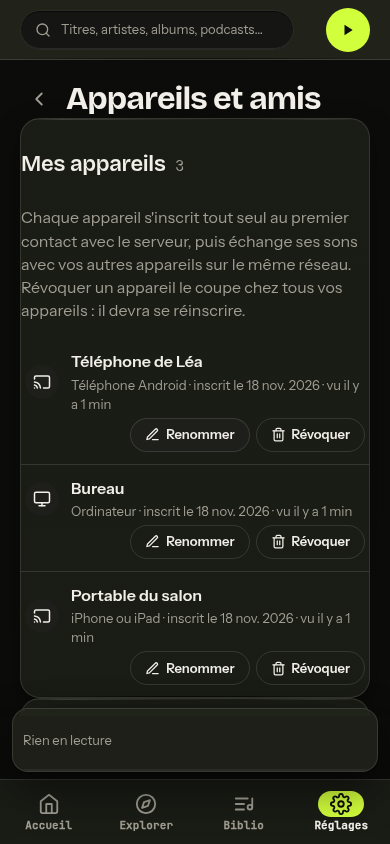 Titres, artistes, albums, podcasts...
Appareils et amis
Mes appareils 3
Chaque appareil s'inscrit tout seul au premier
contact avec le serveur, puis échange ses sons
avec vos autres appareils sur le même réseau.
Révoquer un appareil le coupe chez tous vos
appareils : il devra se réinscrire.
Téléphone de Léa
Téléphone Android · inscrit le 18 nov. 2026 · vu il y
a 1 min
Renommer Révoquer
Bureau
Ordinateur · inscrit le 18 nov. 2026 · vu il y a 1 min
Renommer Révoquer
Portable du salon
iPhone ou iPad · inscrit le 18 nov. 2026 · vu il y a 1
min
Renommer Révoquer
Rien en lecture
Accueil Explorer Biblio Réglages